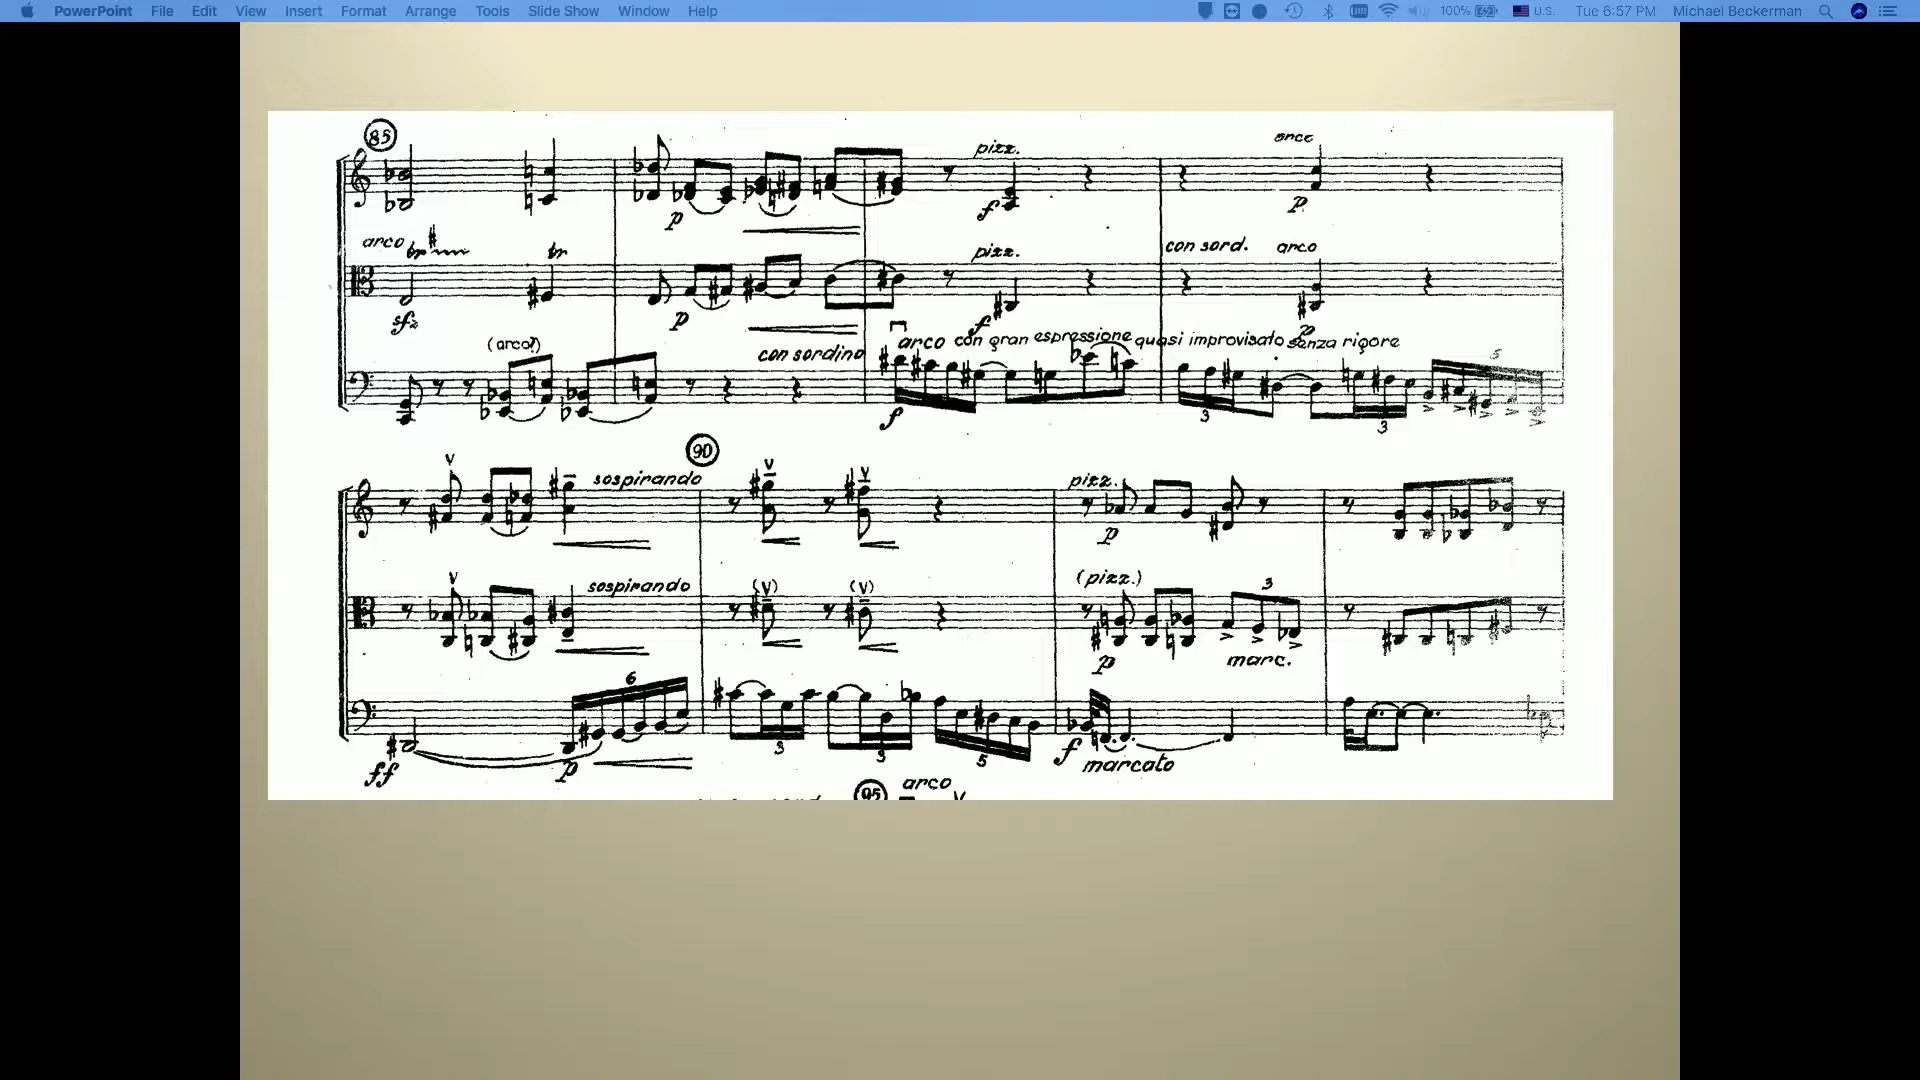 PowerPoint File Edit View Insert Format Arrange Tools Slide Show Window Help 100% U.S. Tue 6:57 PM Michael Beckerman
85 pizz. arco
p f p
arco tr tr pizz. con sord. arco
sfz p f p
(arco?) con sordino arco con gran espressione quasi improvisato senza rigore 5
f 3 3
90
sospirando pizz.
p
sospirando (V) (V) (pizz.) 3
p marc.
6
ff p 3 3 5 f marcato
95 arco